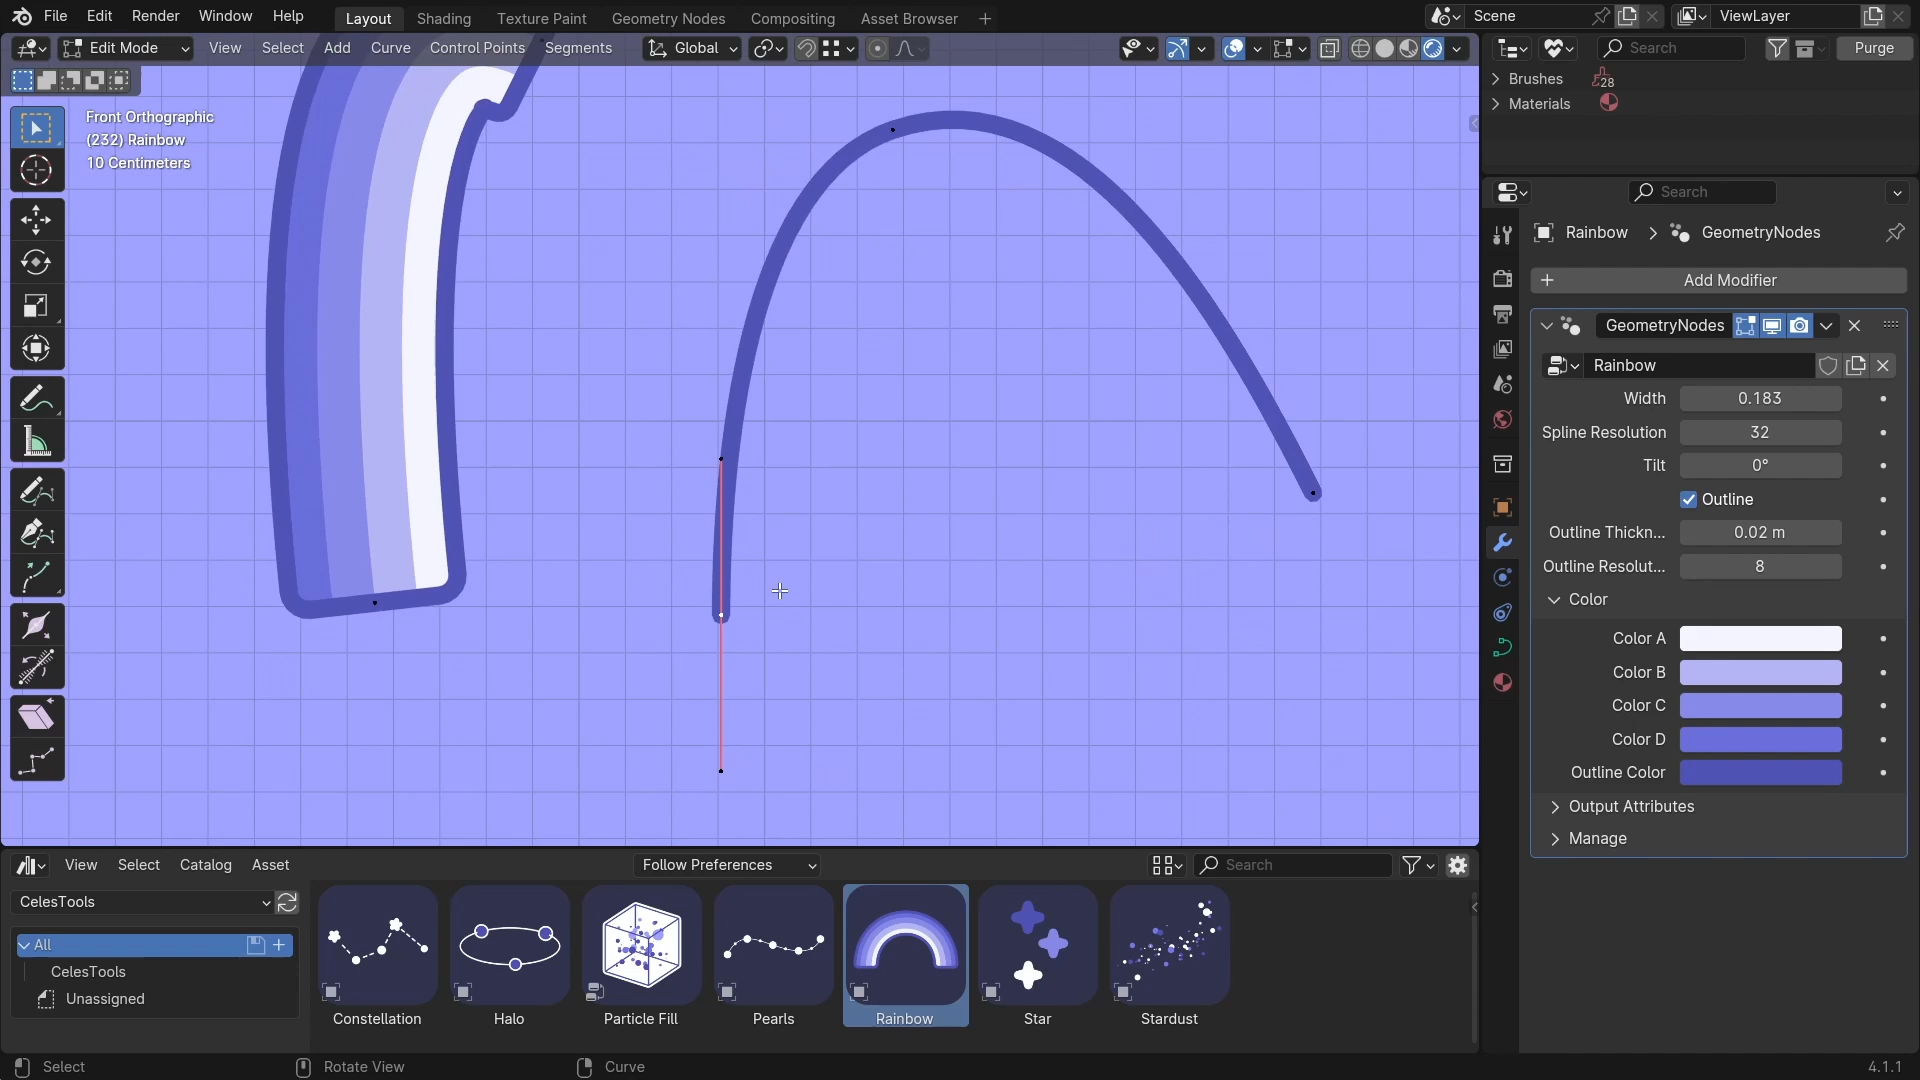 File Edit Render Window Help Layout Shading Texture Paint Geometry Nodes Compositing Asset Browser Scene ViewLayer
Edit Mode View Select Add Curve Control Points Segments Global
Search Purge
Brushes 28
Materials
Front Orthographic
(232) Rainbow
10 Centimeters
Search
Rainbow GeometryNodes
Add Modifier
GeometryNodes
Rainbow
Width 0.183
Spline Resolution 32
Tilt 0°
Outline
Outline Thickn... 0.02 m
Outline Resolut... 8
Color
Color A
Color B
Color C
Color D
Outline Color
Output Attributes
Manage
View Select Catalog Asset Follow Preferences Search
CelesTools
All
CelesTools
Unassigned
Constellation Halo Particle Fill Pearls Rainbow Star Stardust
Select Rotate View Curve 4.1.1